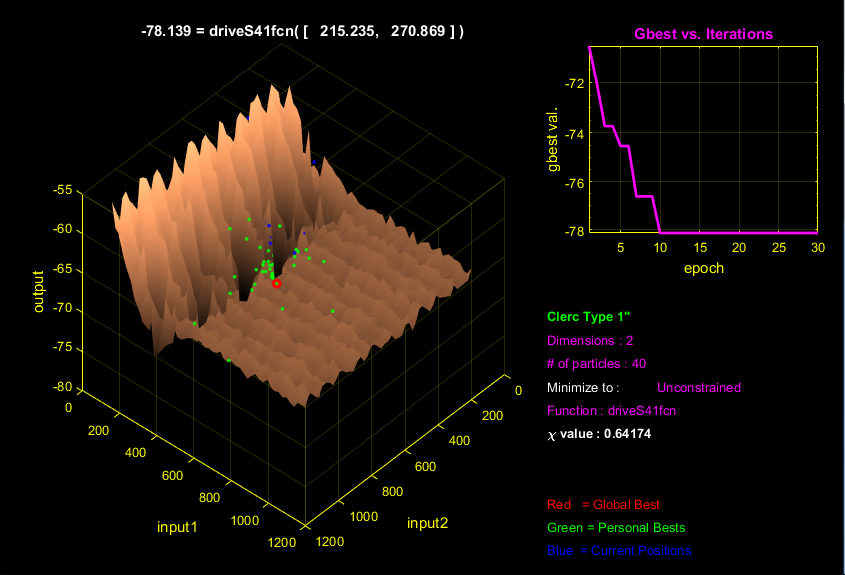 -78.139 = driveS41fcn( [ 215.235, 270.869 ] )
-55
-60
-65
-70
-75
-80
output
0
200
400
600
800
1000
1200
input1
0
200
400
600
800
1000
1200
input2
Gbest vs. Iterations
-72
-74
-76
-78
gbest val.
5 10 15 20 25 30
epoch
Clerc Type 1"
Dimensions : 2
# of particles : 40
Minimize to : Unconstrained
Function : driveS41fcn
χ value : 0.64174
Red = Global Best
Green = Personal Bests
Blue = Current Positions